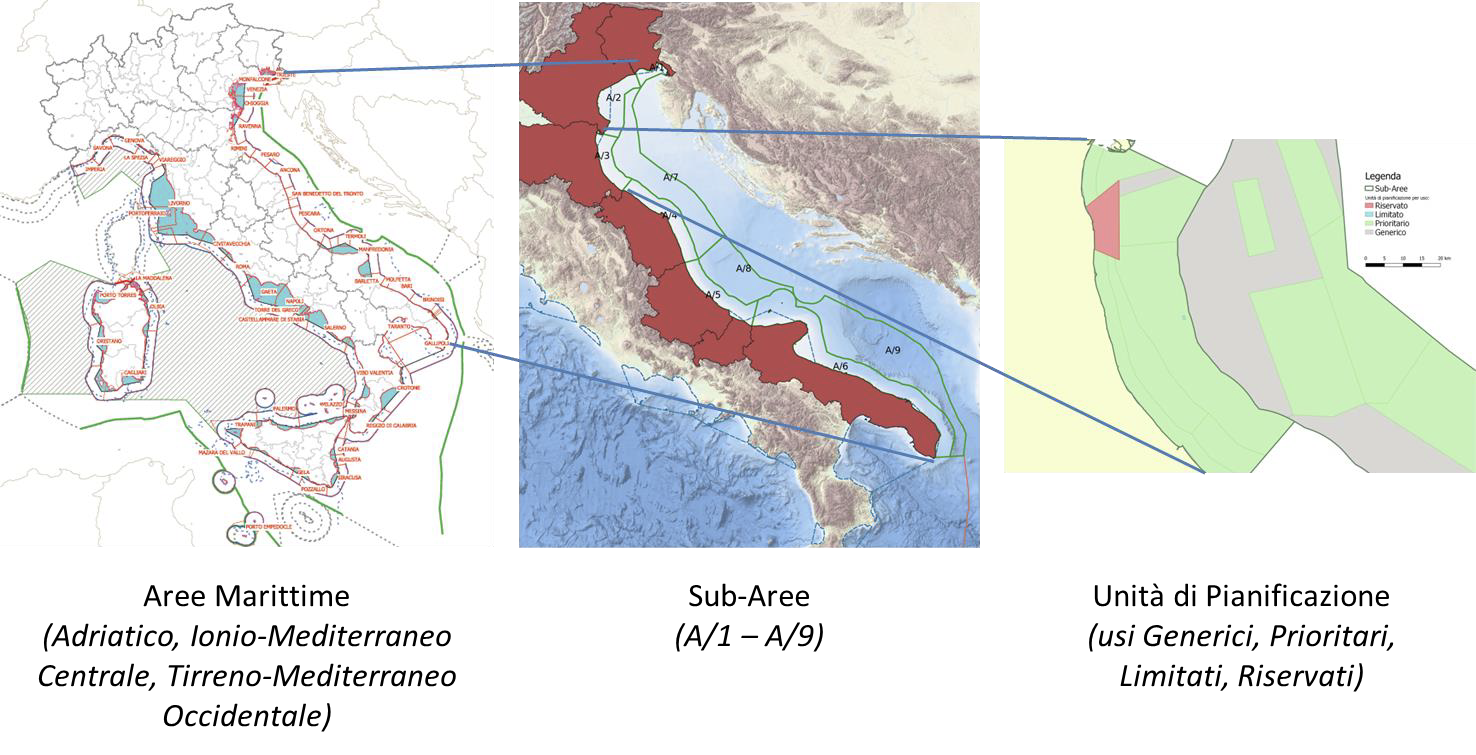 TRIESTE
MONFALCONE
VENEZIA
CHIOGGIA
RAVENNA
RIMINI
PESARO
ANCONA
SAN BENEDETTO DEL TRONTO
PESCARA
ORTONA
TERMOLI
MANFREDONIA
BARLETTA
MOLFETTA
BARI
BRINDISI
TARANTO
GALLIPOLI
GENOVA
SAVONA
IMPERIA
LA SPEZIA
VIAREGGIO
LIVORNO
PORTOFERRAIO
CIVITAVECCHIA
ROMA
GAETA
NAPOLI
TORRE DEL GRECO
CASTELLAMMARE DI STABIA
SALERNO
LA MADDALENA
PORTO TORRES
OLBIA
ORISTANO
CAGLIARI
VIBO VALENTIA
CROTONE
REGGIO DI CALABRIA
PALERMO
MILAZZO
MESSINA
TRAPANI
MAZARA DEL VALLO
CATANIA
AUGUSTA
SIRACUSA
GELA
POZZALLO
PORTO EMPEDOCLE
A/1
A/2
A/3
A/7
A/4
A/8
A/5
A/9
A/6
Legenda
Sub-Aree
Unità di pianificazione per uso:
Riservato
Limitato
Prioritario
Generico
0 5 10 15 20 km
Aree Marittime
(Adriatico, Ionio-Mediterraneo
Centrale, Tirreno-Mediterraneo
Occidentale)
Sub-Aree
(A/1 – A/9)
Unità di Pianificazione
(usi Generici, Prioritari,
Limitati, Riservati)